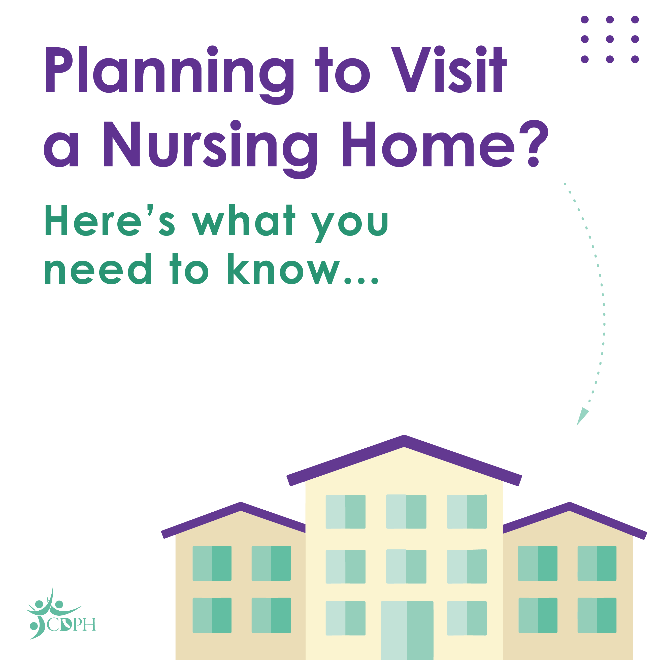 Planning to Visit
a Nursing Home?
Here's what you
need to know...
CDPH